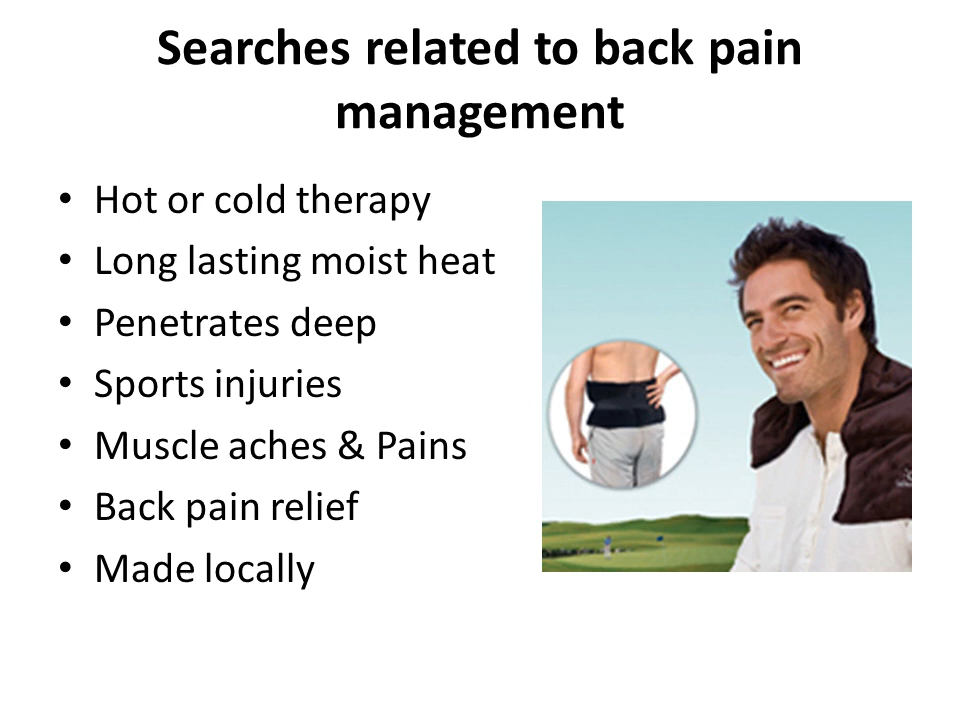 Searches related to back pain
management
• Hot or cold therapy
• Long lasting moist heat
• Penetrates deep
• Sports injuries
• Muscle aches & Pains
• Back pain relief
• Made locally